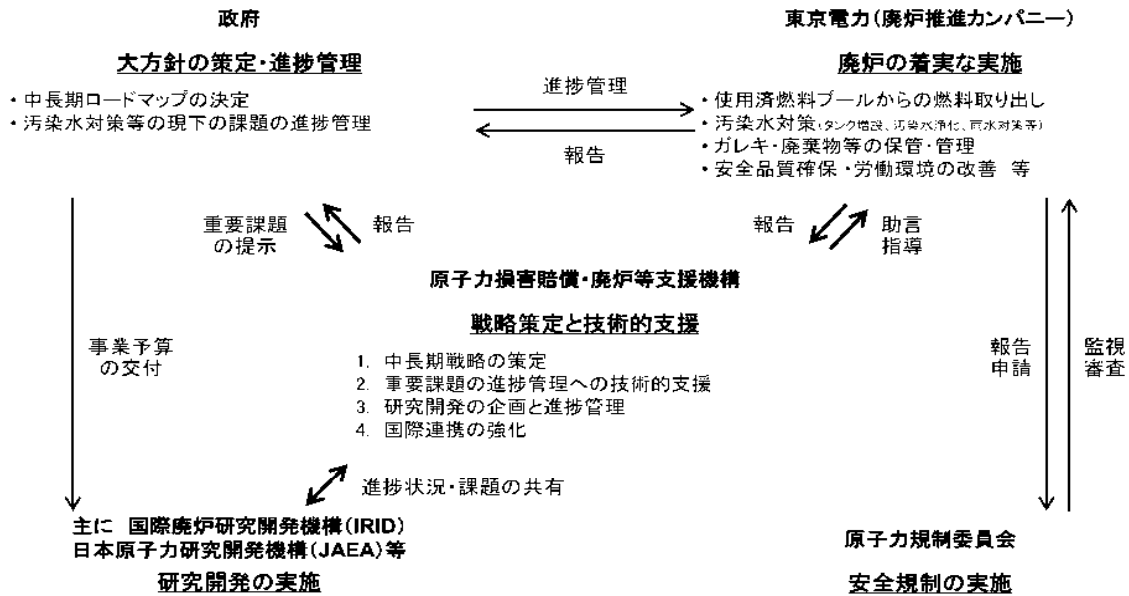 政府
大方針の策定・進捗管理
・中長期ロードマップの決定
・汚染水対策等の現下の課題の進捗管理
進捗管理
報告
東京電力(廃炉推進カンパニー)
廃炉の着実な実施
・使用済燃料プールからの燃料取り出し
・汚染水対策(タンク増設、汚染水浄化、雨水対策等)
・ガレキ・廃棄物等の保管・管理
・安全品質確保・労働環境の改善 等
重要課題
の提示
報告
報告
助言
指導
原子力損害賠償・廃炉等支援機構
戦略策定と技術的支援
1. 中長期戦略の策定
2. 重要課題の進捗管理への技術的支援
3. 研究開発の企画と進捗管理
4. 国際連携の強化
事業予算
の交付
報告
申請
監視
審査
進捗状況・課題の共有
主に 国際廃炉研究開発機構(IRID)
日本原子力研究開発機構(JAEA)等
研究開発の実施
原子力規制委員会
安全規制の実施